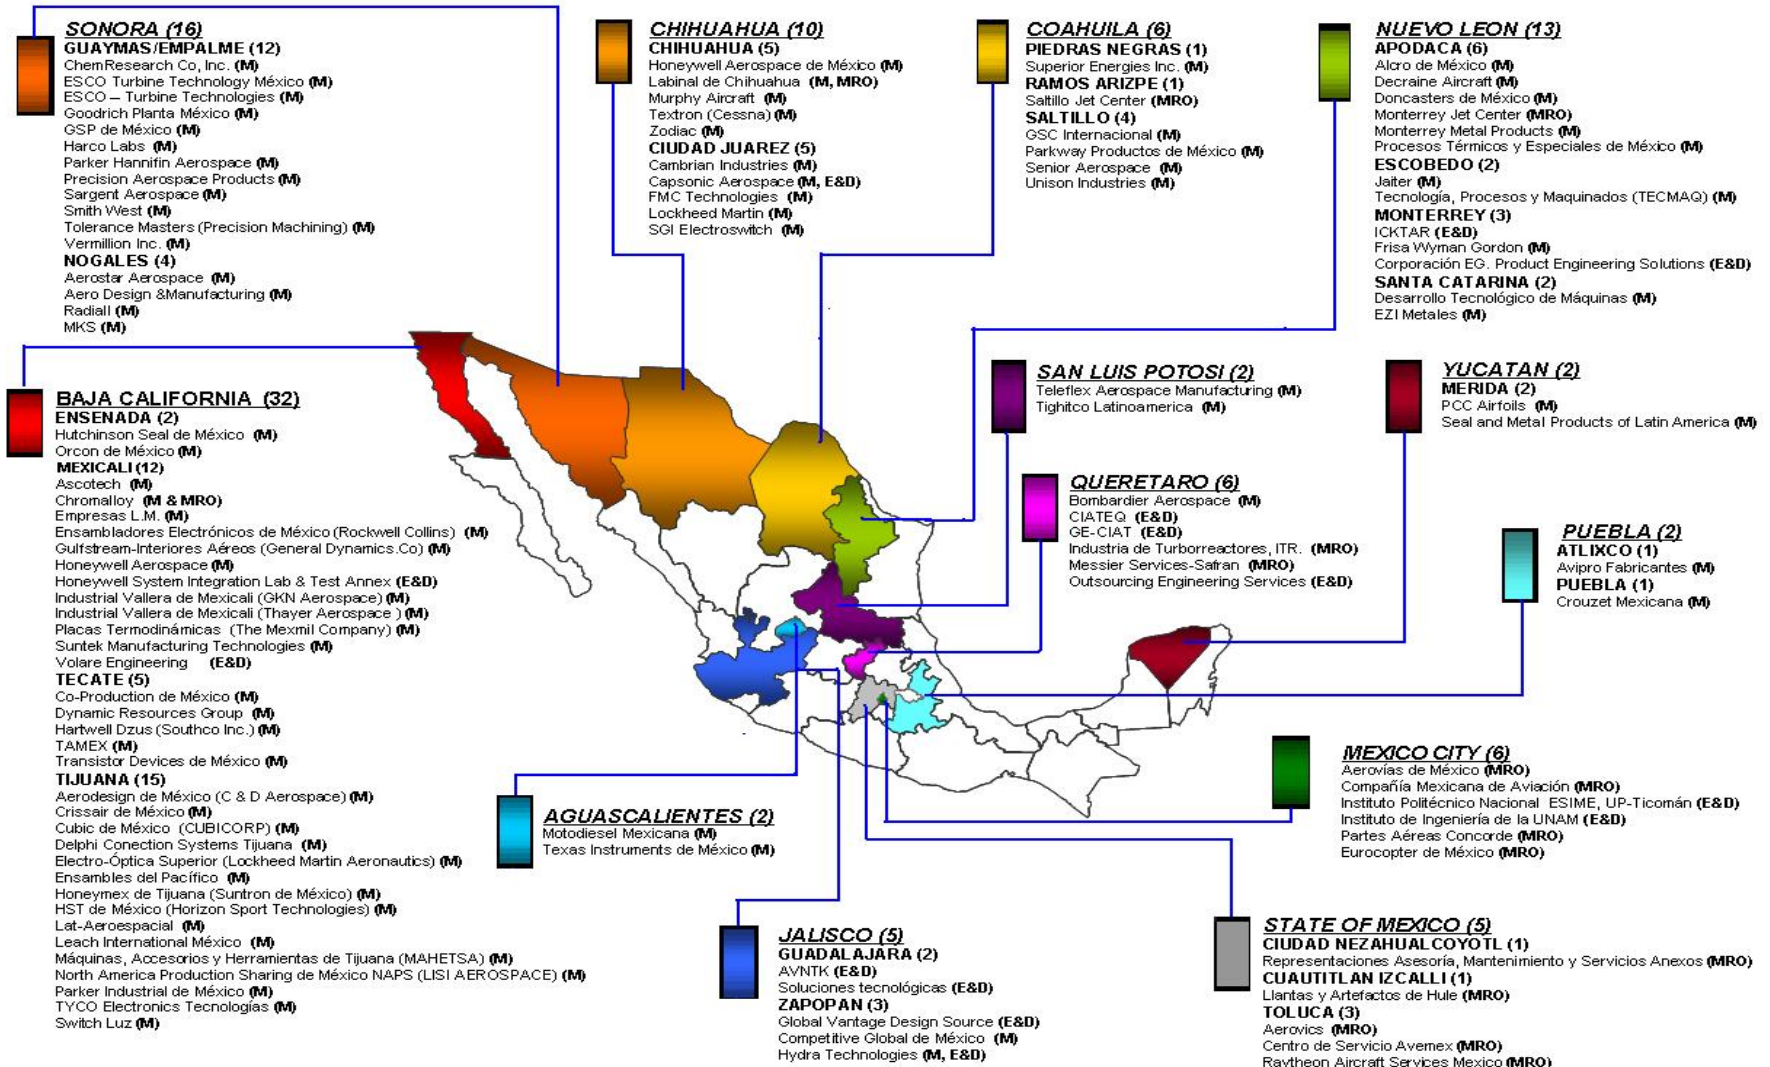 SONORA (16)
GUAYMAS/EMPALME (12)
ChemResearch Co, Inc. (M)
ESCO Turbine Technology México (M)
ESCO – Turbine Technologies (M)
Goodrich Planta México (M)
GSP de México (M)
Harco Labs (M)
Parker Hannifin Aerospace (M)
Precision Aerospace Products (M)
Sargent Aerospace (M)
Smith West (M)
Tolerance Masters (Precision Machining) (M)
Vermillion Inc. (M)
NOGALES (4)
Aerostar Aerospace (M)
Aero Design &Manufacturing (M)
Radiall (M)
MKS (M)
CHIHUAHUA (10)
CHIHUAHUA (5)
Honeywell Aerospace de México (M)
Labinal de Chihuahua (M, MRO)
Murphy Aircraft (M)
Textron (Cessna) (M)
Zodiac (M)
CIUDAD JUAREZ (5)
Cambrian Industries (M)
Capsonic Aerospace (M, E&D)
FMC Technologies (M)
Lockheed Martin (M)
SGI Electroswitch (M)
COAHUILA (6)
PIEDRAS NEGRAS (1)
Superior Energies Inc. (M)
RAMOS ARIZPE (1)
Saltillo Jet Center (MRO)
SALTILLO (4)
GSC Internacional (M)
Parkway Productos de México (M)
Senior Aerospace (M)
Unison Industries (M)
NUEVO LEON (13)
APODACA (6)
Alcro de México (M)
Decraine Aircraft (M)
Doncasters de México (M)
Monterrey Jet Center (MRO)
Monterrey Metal Products (M)
Procesos Térmicos y Especiales de México (M)
ESCOBEDO (2)
Jaiter (M)
Tecnología, Procesos y Maquinados (TECMAQ) (M)
MONTERREY (3)
ICKTAR (E&D)
Frisa Wyman Gordon (M)
Corporación EG. Product Engineering Solutions (E&D)
SANTA CATARINA (2)
Desarrollo Tecnológico de Máquinas (M)
EZI Metales (M)
BAJA CALIFORNIA (32)
ENSENADA (2)
Hutchinson Seal de México (M)
Orcon de México (M)
MEXICALI (12)
Ascotech (M)
Chromalloy (M & MRO)
Empresas L.M. (M)
Ensambladores Electrónicos de México (Rockwell Collins) (M)
Gulfstream-Interiores Aéreos (General Dynamics.Co) (M)
Honeywell Aerospace (M)
Honeywell System Integration Lab & Test Annex (E&D)
Industrial Vallera de Mexicali (GKN Aerospace) (M)
Industrial Vallera de Mexicali (Thayer Aerospace ) (M)
Placas Termodinámicas (The Mexmil Company) (M)
Suntek Manufacturing Technologies (M)
Volare Engineering (E&D)
TECATE (5)
Co-Production de México (M)
Dynamic Resources Group (M)
Hartwell Dzus (Southco Inc.) (M)
TAMEX (M)
Transistor Devices de México (M)
TIJUANA (15)
Aerodesign de México (C & D Aerospace) (M)
Crissair de México (M)
Cubic de México (CUBICORP) (M)
Delphi Conection Systems Tijuana (M)
Electro-Óptica Superior (Lockheed Martin Aeronautics) (M)
Ensambles del Pacífico (M)
Honeymex de Tijuana (Suntron de México) (M)
HST de México (Horizon Sport Technologies) (M)
Lat-Aeroespacial (M)
Leach International México (M)
Máquinas, Accesorios y Herramientas de Tijuana (MAHETSA) (M)
North America Production Sharing de México NAPS (LISI AEROSPACE) (M)
Parker Industrial de México (M)
TYCO Electronics Tecnologías (M)
Switch Luz (M)
SAN LUIS POTOSI (2)
Teleflex Aerospace Manufacturing (M)
Tighitco Latinoamerica (M)
YUCATAN (2)
MERIDA (2)
PCC Airfoils (M)
Seal and Metal Products of Latin America (M)
QUERETARO (6)
Bombardier Aerospace (M)
CIATEQ (E&D)
GE-CIAT (E&D)
Industria de Turborreactores, ITR. (MRO)
Messier Services-Safran (MRO)
Outsourcing Engineering Services (E&D)
PUEBLA (2)
ATLIXCO (1)
Avipro Fabricantes (M)
PUEBLA (1)
Crouzet Mexicana (M)
MEXICO CITY (6)
Aerovías de México (MRO)
Compañía Mexicana de Aviación (MRO)
Instituto Politécnico Nacional ESIME, UP-Ticomán (E&D)
Instituto de Ingeniería de la UNAM (E&D)
Partes Aéreas Concorde (MRO)
Eurocopter de México (MRO)
AGUASCALIENTES (2)
Motodiesel Mexicana (M)
Texas Instruments de México (M)
JALISCO (5)
GUADALAJARA (2)
AVNTK (E&D)
Soluciones tecnológicas (E&D)
ZAPOPAN (3)
Global Vantage Design Source (E&D)
Competitive Global de México (M)
Hydra Technologies (M, E&D)
STATE OF MEXICO (5)
CIUDAD NEZAHUALCOYOTL (1)
Representaciones Asesoría, Mantenimiento y Servicios Anexos (MRO)
CUAUTITLAN IZCALLI (1)
Llantas y Artefactos de Hule (MRO)
TOLUCA (3)
Aerovics (MRO)
Centro de Servicio Avemex (MRO)
Raytheon Aircraft Services Mexico (MRO)